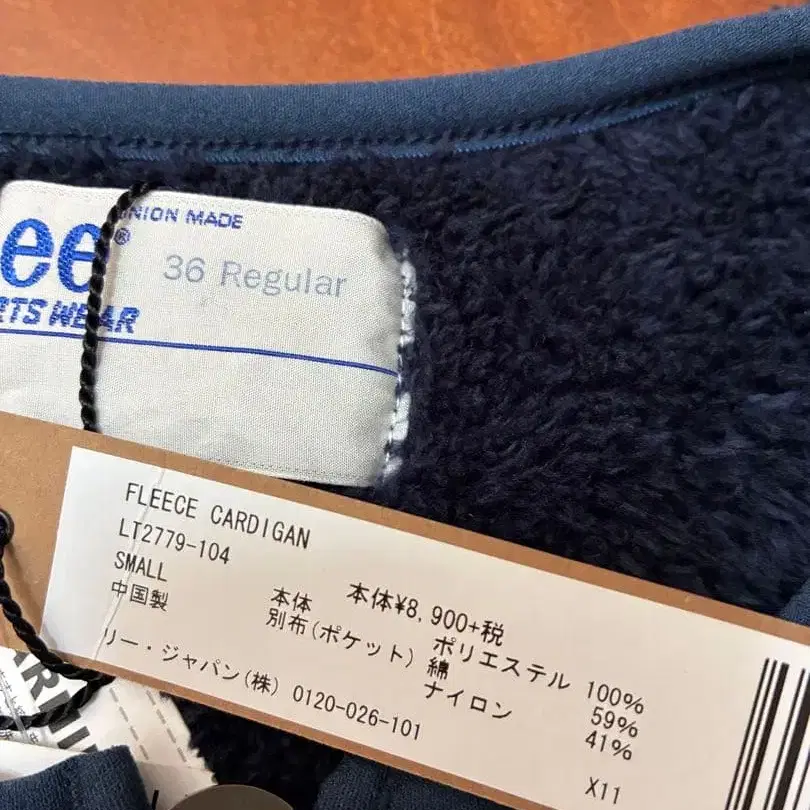 UNION MADE
ee®
36 Regular
RTS WEAR
FLEECE CARDIGAN
LT2779-104
SMALL
中国製
本体¥8,900+税
本体 ポリエステル 100%
別布(ポケット) 綿 59%
ナイロン 41%
リー・ジャパン(株) 0120-026-101
X11